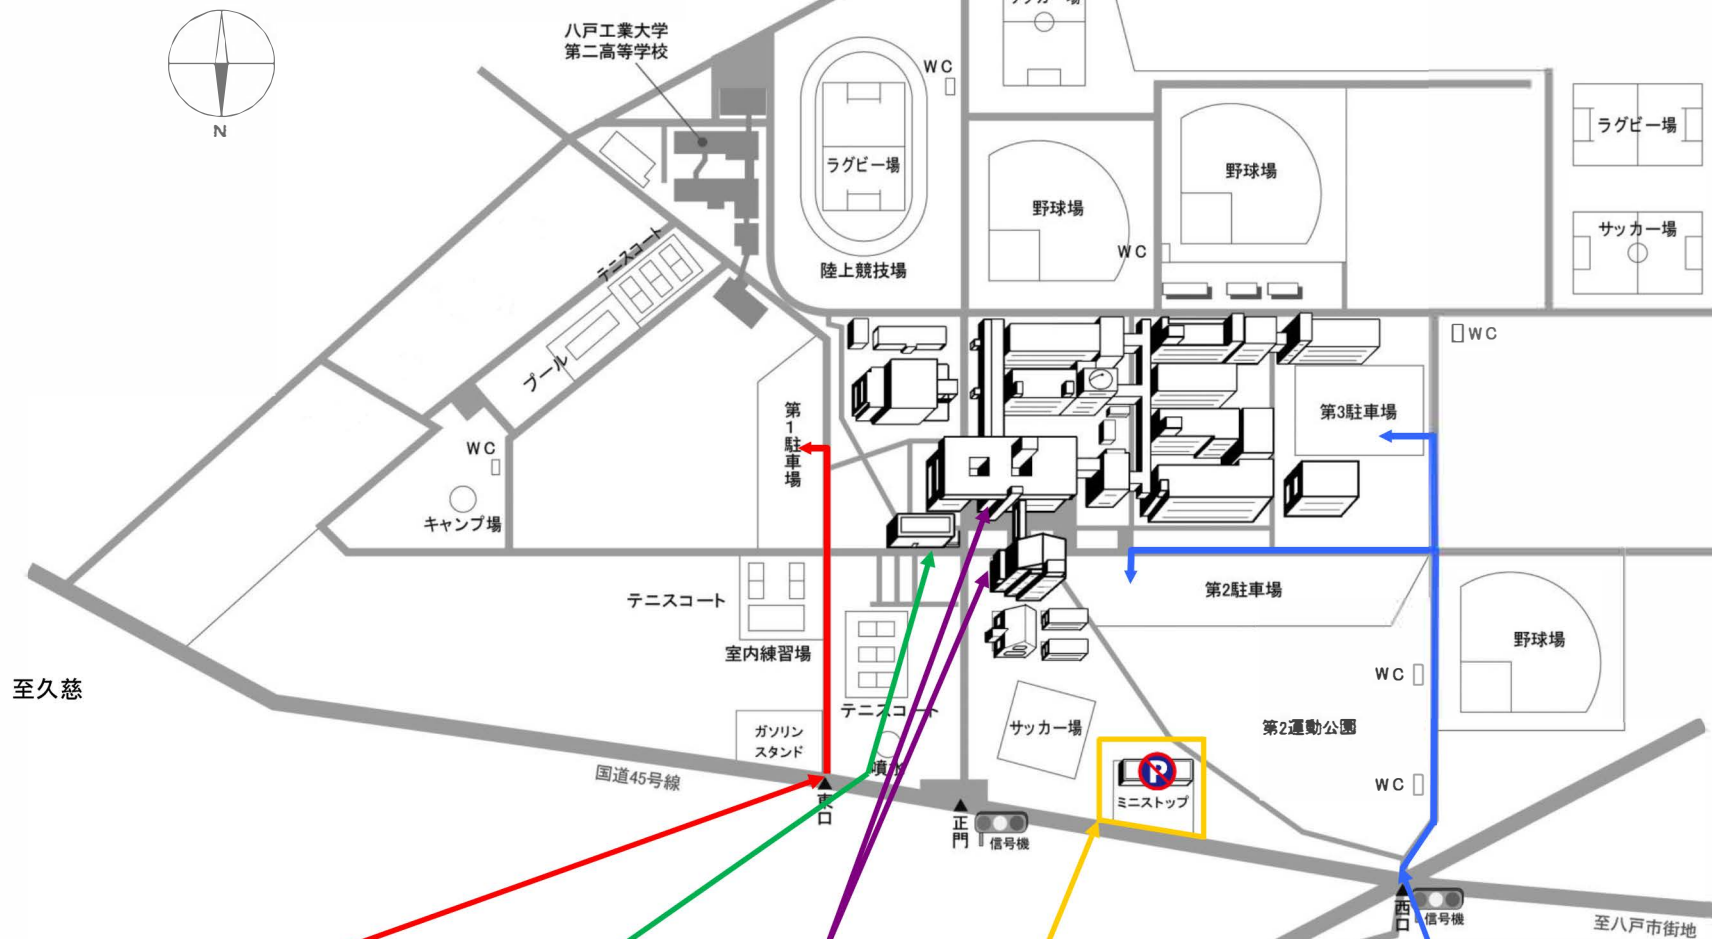 八戸工業大学
第二高等学校
サッカー場
WC
N
ラグビー場
ラグビー場
野球場
野球場
サッカー場
テニスコート
WC
陸上競技場
WC
プール
第1駐車場
第3駐車場
WC
キャンプ場
テニスコート
第2駐車場
室内練習場
野球場
至久慈
WC
テニスコート
ガソリン
スタンド
サッカー場
第2運動公園
噴水
国道45号線
P
WC
ミニストップ
東口
正門
信号機
西口
信号機
至八戸市街地